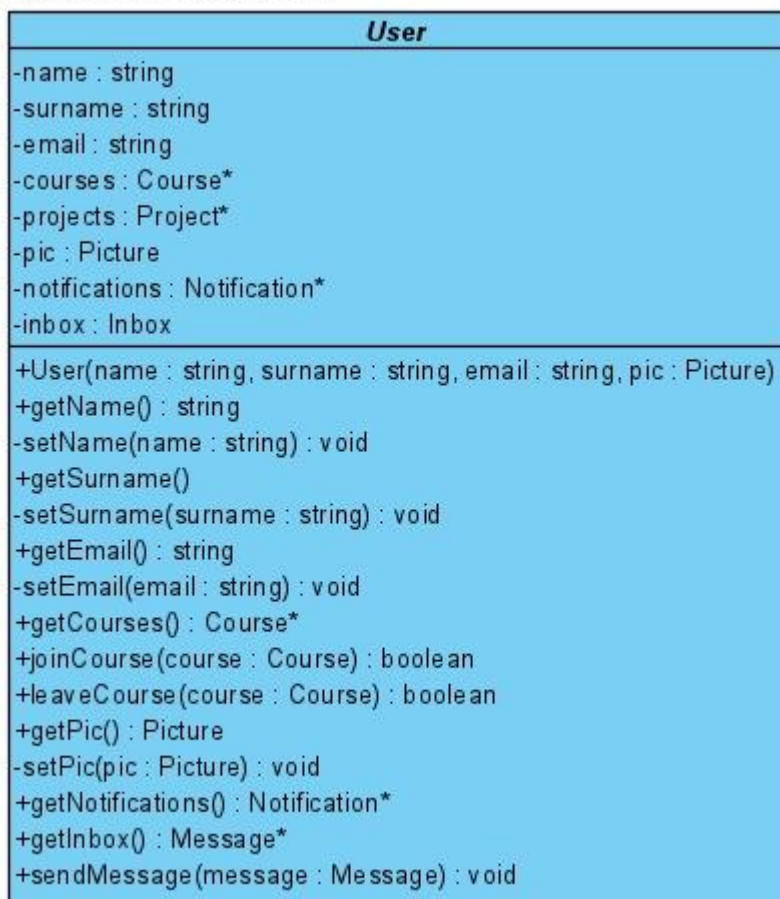 User
-name : string
-surname : string
-email : string
-courses : Course*
-projects : Project*
-pic : Picture
-notifications : Notification*
-inbox : Inbox
+User(name : string, surname : string, email : string, pic : Picture)
+getName() : string
-setName(name : string) : void
+getSurname()
-setSurname(surname : string) : void
+getEmail() : string
-setEmail(email : string) : void
+getCourses() : Course*
+joinCourse(course : Course) : boolean
+leaveCourse(course : Course) : boolean
+getPic() : Picture
-setPic(pic : Picture) : void
+getNotifications() : Notification*
+getInbox() : Message*
+sendMessage(message : Message) : void